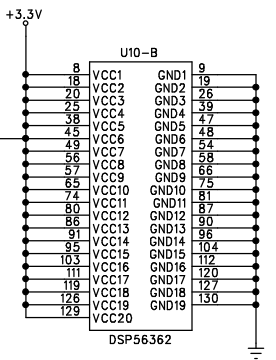 +3.3V
U10-B
8 VCC1 GND1 9
18 VCC2 GND2 19
20 VCC3 GND3 26
25 VCC4 GND4 39
38 VCC5 GND5 47
45 VCC6 GND6 48
49 VCC7 GND7 54
56 VCC8 GND8 58
57 VCC9 GND9 66
65 VCC10 GND10 75
74 VCC11 GND11 81
80 VCC12 GND12 87
86 VCC13 GND13 90
91 VCC14 GND14 96
95 VCC15 GND15 104
103 VCC16 GND16 112
111 VCC17 GND17 120
119 VCC18 GND18 127
126 VCC19 GND19 130
129 VCC20
DSP56362